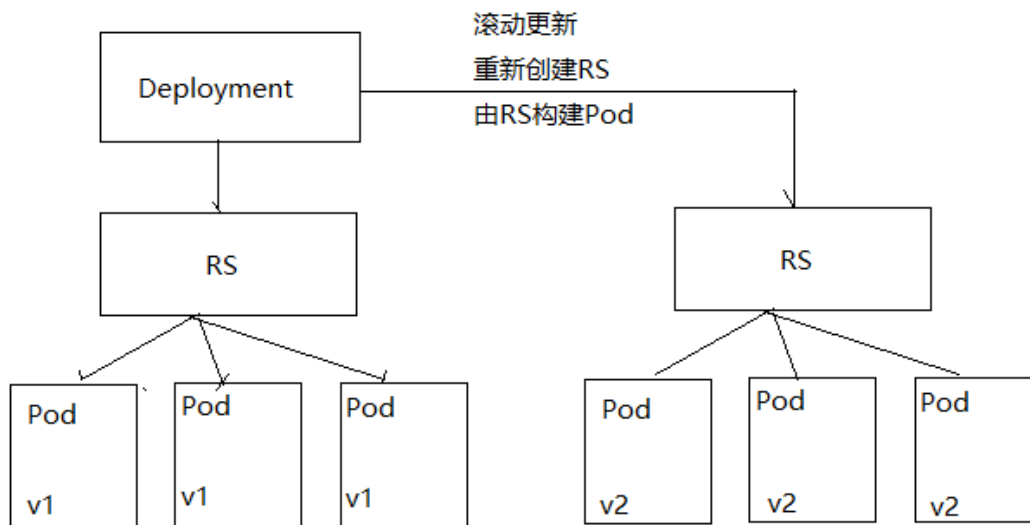 滚动更新
重新创建RS
由RS构建Pod
Deployment
RS
RS
Pod
Pod
Pod
Pod
Pod
Pod
v1
v1
v1
v2
v2
v2